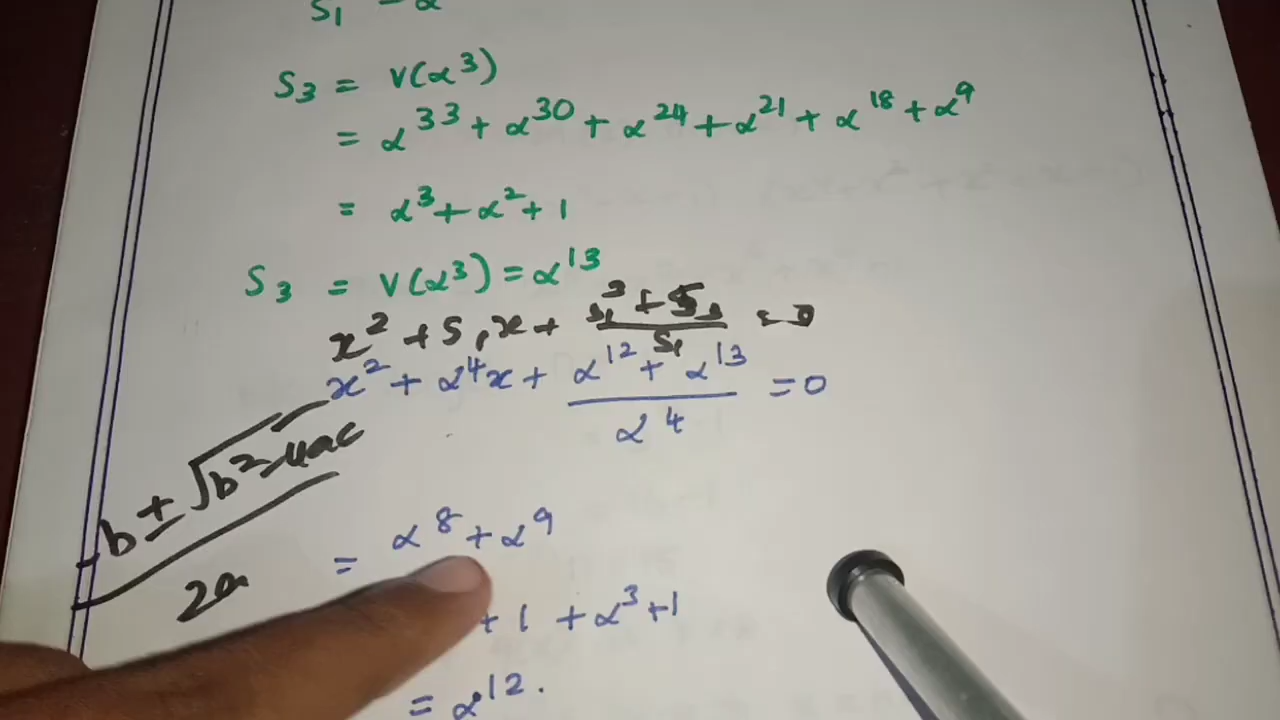 S₁ = α
S₃ = V(α³)
= α³³ + α³⁰ + α²⁴ + α²¹ + α¹⁸ + α⁹
= α³ + α² + 1
S₃ = V(α³) = α¹³
x² + S₁x + (S₁³ + S₃)/S₁ = 0
x² + α⁴x + (α¹² + α¹³)/α⁴ = 0
-b ± √(b² - 4ac)/2a
= α⁸ + α⁹
+ 1 + α³ + 1
= α¹².